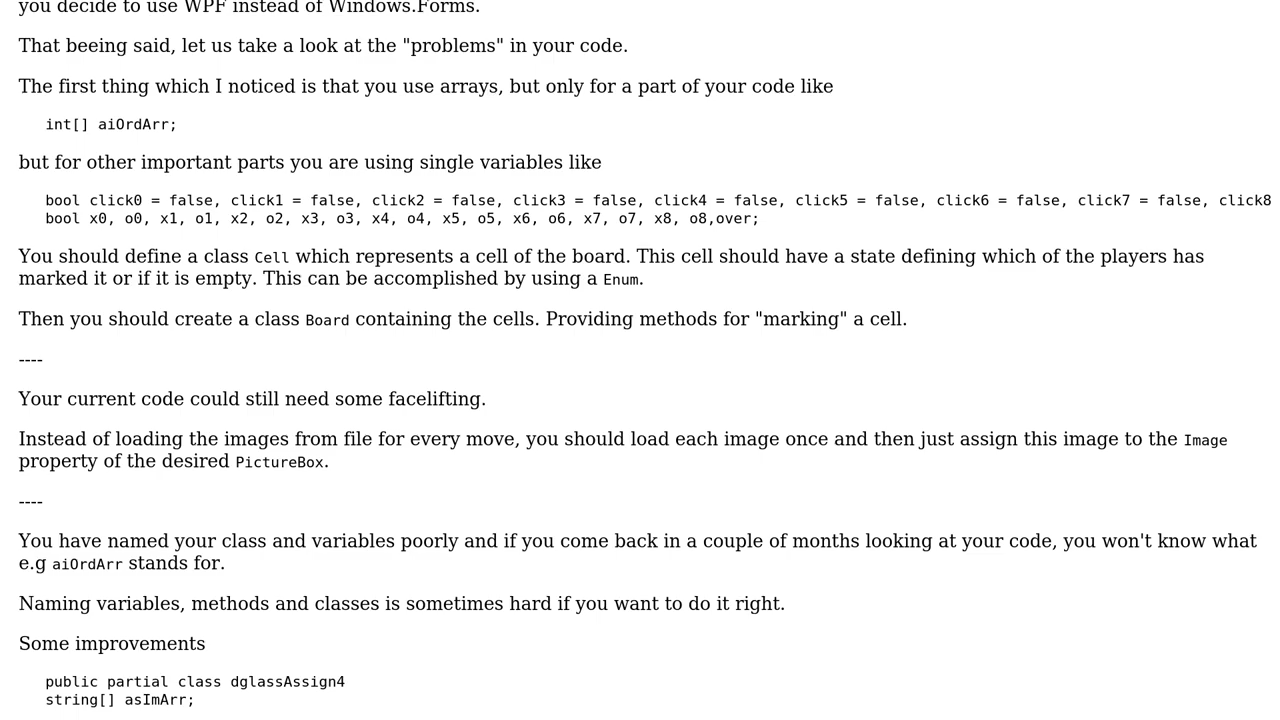 you decide to use WPF instead of Windows.Forms.
That beeing said, let us take a look at the "problems" in your code.
The first thing which I noticed is that you use arrays, but only for a part of your code like
int[] aiOrdArr;
but for other important parts you are using single variables like
bool click0 = false, click1 = false, click2 = false, click3 = false, click4 = false, click5 = false, click6 = false, click7 = false, click8
bool x0, o0, x1, o1, x2, o2, x3, o3, x4, o4, x5, o5, x6, o6, x7, o7, x8, o8,over;
You should define a class Cell which represents a cell of the board. This cell should have a state defining which of the players has
marked it or if it is empty. This can be accomplished by using a Enum.
Then you should create a class Board containing the cells. Providing methods for "marking" a cell.
----
Your current code could still need some facelifting.
Instead of loading the images from file for every move, you should load each image once and then just assign this image to the Image
property of the desired PictureBox.
----
You have named your class and variables poorly and if you come back in a couple of months looking at your code, you won't know what
e.g aiOrdArr stands for.
Naming variables, methods and classes is sometimes hard if you want to do it right.
Some improvements
public partial class dglassAssign4
string[] asImArr;